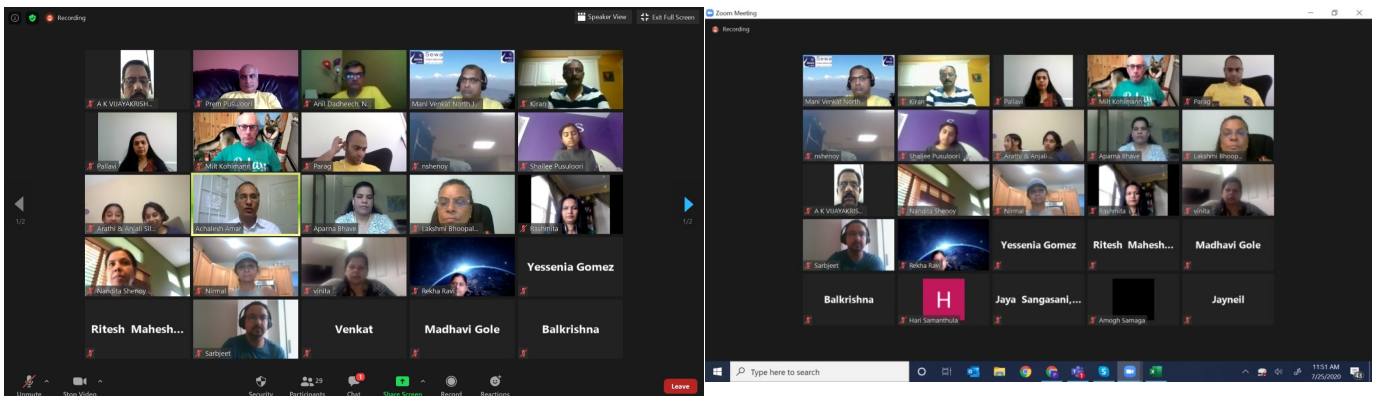 Recording
Speaker View
Exit Full Screen
A K VIJAYAKRISH...
Prem Pusuloori
Anil Dadheech, N...
Sewa
Mani Venkat North J...
Kiran
Pallavi
Milt Kohlmann
Parag
nshenoy
Shailee Pusuloori
Arathi & Anjali Sil...
Achalesh Amar
Aparna Bhave
Lakshmi Bhoopal...
Rashmita
1/2
1/2
Nandita Shenoy
Nirmal
vinita
Rekha Ravi
Yessenia Gomez
Ritesh Mahesh...
Sarbjeet
Venkat
Madhavi Gole
Balkrishna
Unmute
Stop Video
Security
Participants
29
Chat
1
Share Screen
Record
Reactions
Leave
Zoom Meeting
Recording
Sewa
Mani Venkat North...
Kiran
Pallavi
Milt Kohlmann
Parag
nshenoy
Shailee Pusuloori
Arathi & Anjali...
Aparna Bhave
Lakshmi Bhoop...
A K VIJAYAKRIS...
Nandita Shenoy
Nirmal
Rashmita
vinita
Sarbjeet
Rekha Ravi
Yessenia Gomez
Ritesh Mahesh...
Madhavi Gole
Balkrishna
H
Hari Samanthula
Jaya Sangasani,...
Amogh Samaga
Jayneil
Type here to search
11:51 AM
7/25/2020
43